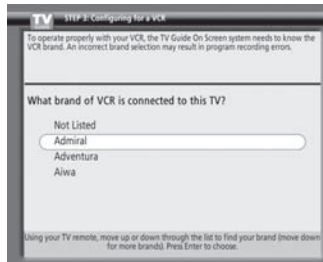 TV STEP 3: Configuring for a VCR
To operate properly with your VCR, the TV Guide On Screen system needs to know the
VCR brand. An incorrect brand selection may result in program recording errors.
What brand of VCR is connected to this TV?
Not Listed
Admiral
Adventura
Aiwa
Using your TV remote, move up or down through the list to find your brand (move down
for more brands). Press Enter to choose.